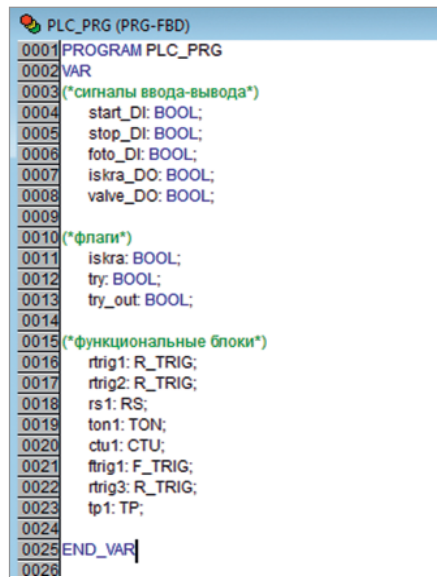 PLC_PRG (PRG-FBD)
0001 PROGRAM PLC_PRG
0002 VAR
0003 (*сигналы ввода-вывода*)
0004 start_DI: BOOL;
0005 stop_DI: BOOL;
0006 foto_DI: BOOL;
0007 iskra_DO: BOOL;
0008 valve_DO: BOOL;
0009
0010 (*флаги*)
0011 iskra: BOOL;
0012 try: BOOL;
0013 try_out: BOOL;
0014
0015 (*функциональные блоки*)
0016 rtrig1: R_TRIG;
0017 rtrig2: R_TRIG;
0018 rs1: RS;
0019 ton1: TON;
0020 ctu1: CTU;
0021 ftrig1: F_TRIG;
0022 rtrig3: R_TRIG;
0023 tp1: TP;
0024
0025 END_VAR
0026